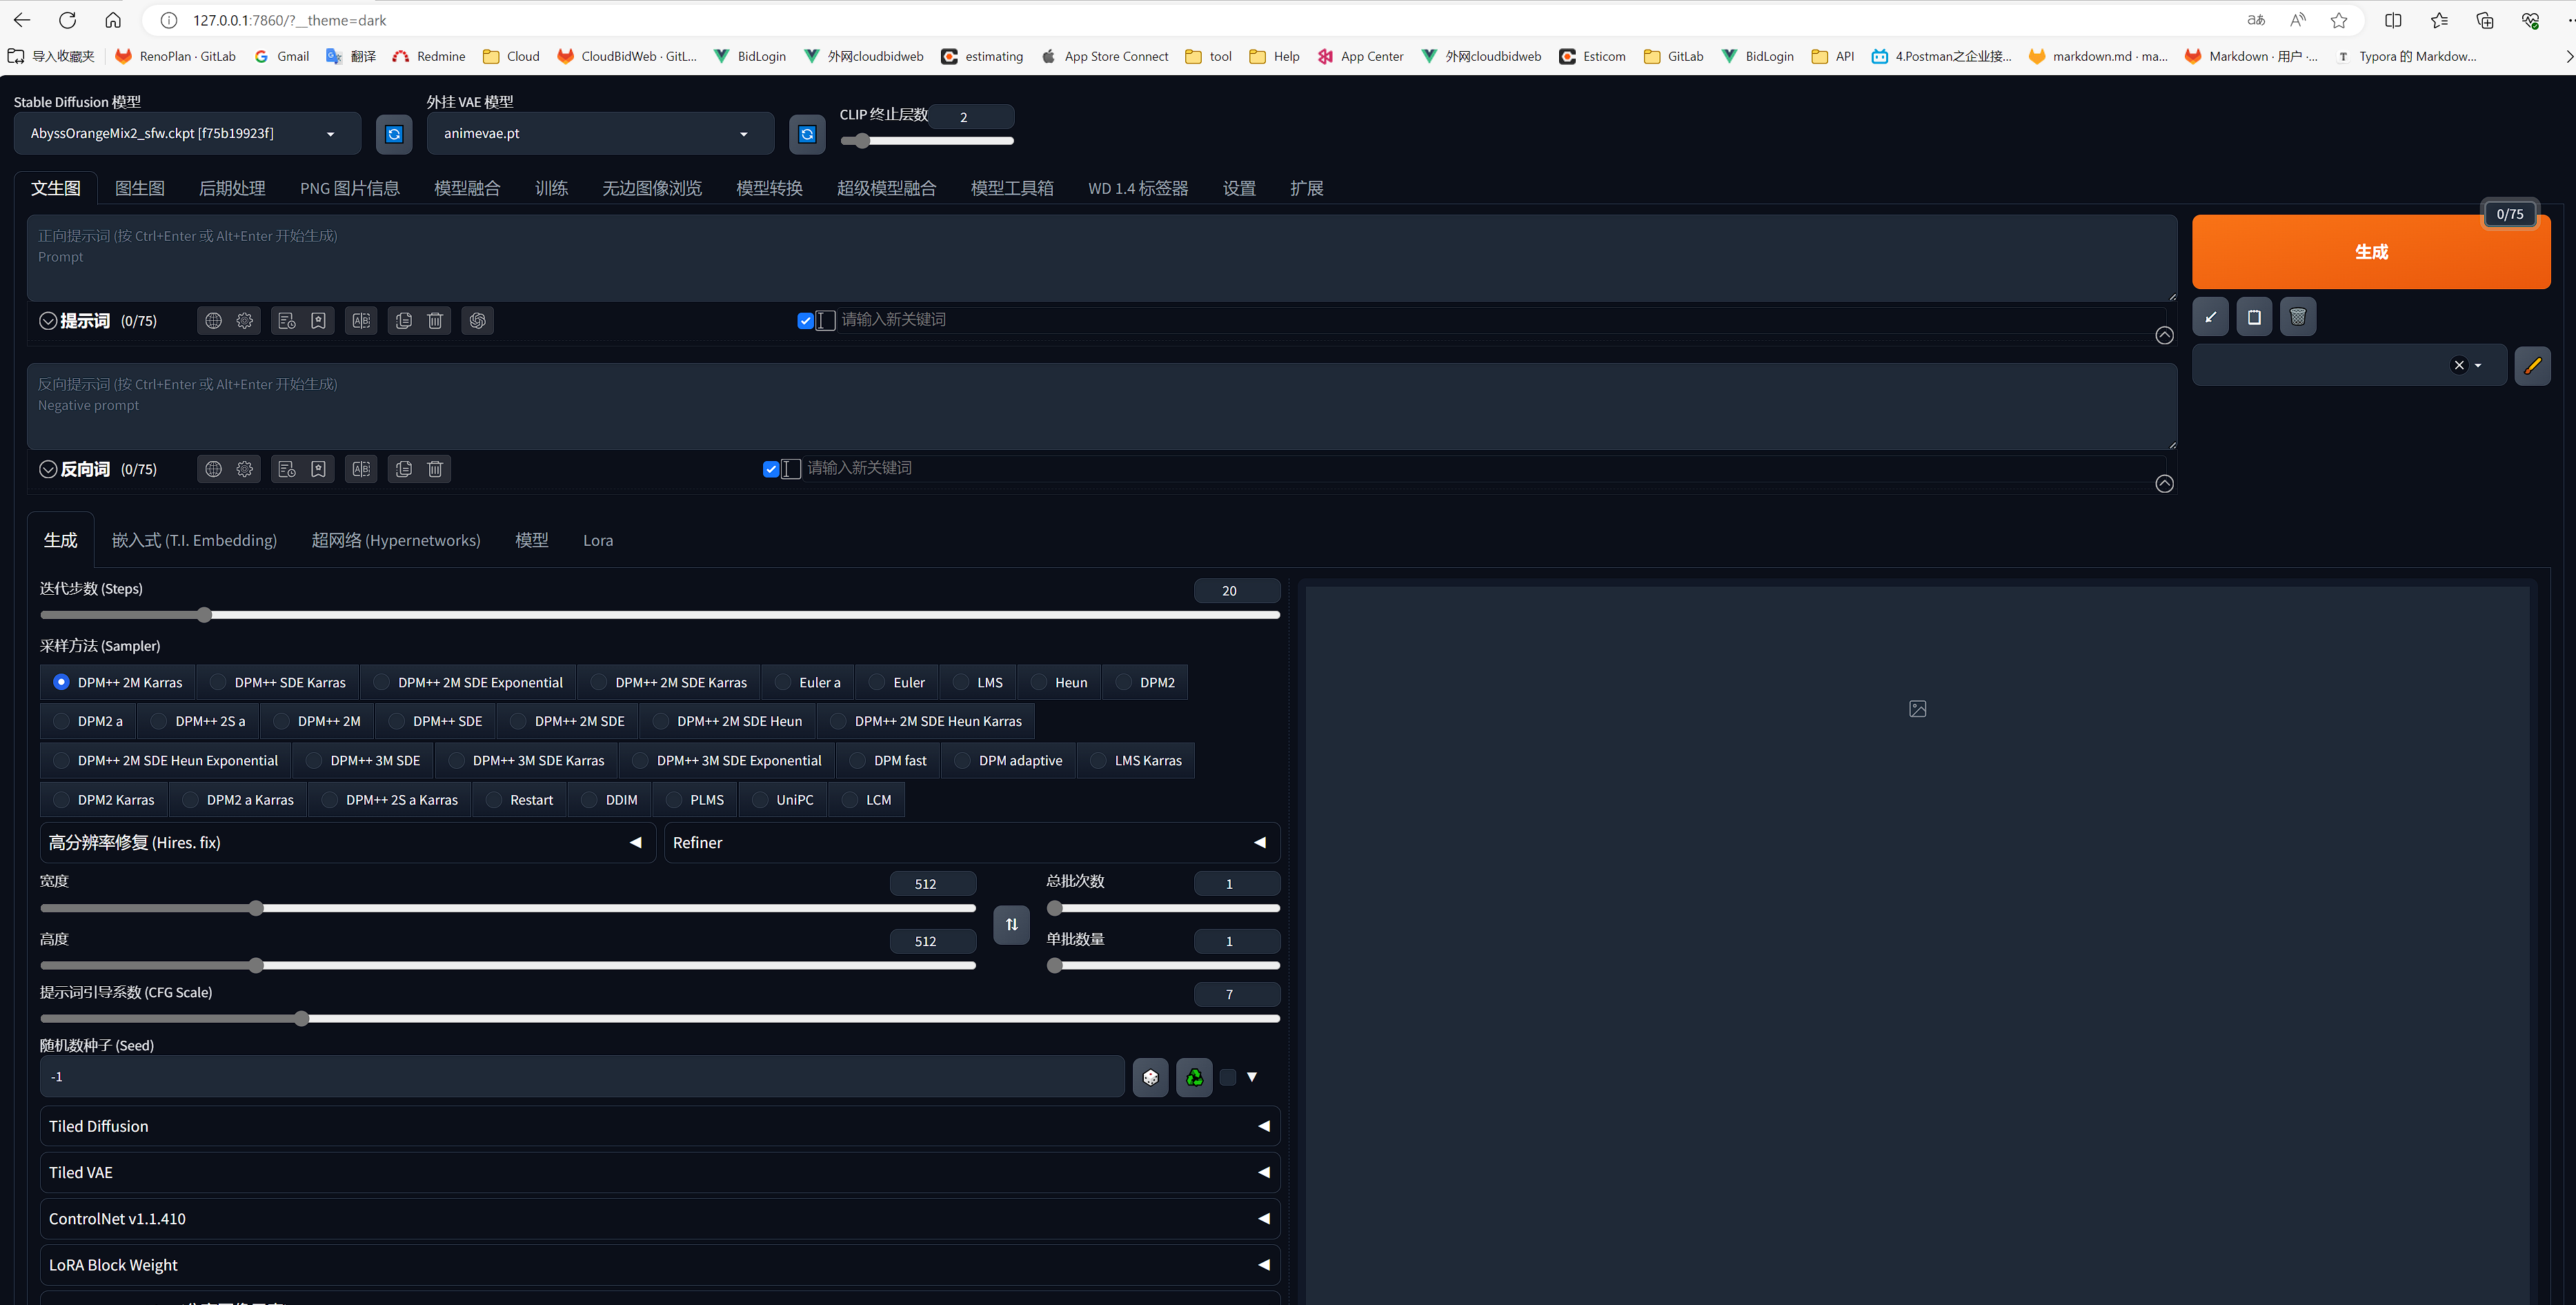 127.0.0.1:7860/?__theme=dark
导入收藏夹 RenoPlan · GitLab Gmail 翻译 Redmine Cloud CloudBidWeb · GitL... BidLogin 外网cloudbidweb estimating App Store Connect tool Help App Center 外网cloudbidweb Esticom GitLab BidLogin API 4.Postman之企业接... markdown.md · ma... Markdown · 用户 ·... Typora 的 Markdow...
Stable Diffusion 模型 外挂 VAE 模型 CLIP 终止层数 2
AbyssOrangeMix2_sfw.ckpt [f75b19923f] animevae.pt
文生图 图生图 后期处理 PNG 图片信息 模型融合 训练 无边图像浏览 模型转换 超级模型融合 模型工具箱 WD 1.4 标签器 设置 扩展
0/75
正向提示词 (按 Ctrl+Enter 或 Alt+Enter 开始生成)
Prompt
生成
提示词 (0/75) 请输入新关键词
反向提示词 (按 Ctrl+Enter 或 Alt+Enter 开始生成)
Negative prompt
反向词 (0/75) 请输入新关键词
生成 嵌入式 (T.I. Embedding) 超网络 (Hypernetworks) 模型 Lora
迭代步数 (Steps) 20
采样方法 (Sampler)
DPM++ 2M Karras DPM++ SDE Karras DPM++ 2M SDE Exponential DPM++ 2M SDE Karras Euler a Euler LMS Heun DPM2
DPM2 a DPM++ 2S a DPM++ 2M DPM++ SDE DPM++ 2M SDE DPM++ 2M SDE Heun DPM++ 2M SDE Heun Karras
DPM++ 2M SDE Heun Exponential DPM++ 3M SDE DPM++ 3M SDE Karras DPM++ 3M SDE Exponential DPM fast DPM adaptive LMS Karras
DPM2 Karras DPM2 a Karras DPM++ 2S a Karras Restart DDIM PLMS UniPC LCM
高分辨率修复 (Hires. fix) Refiner
宽度 512 总批次数 1
高度 512 单批数量 1
提示词引导系数 (CFG Scale) 7
随机数种子 (Seed)
-1
Tiled Diffusion
Tiled VAE
ControlNet v1.1.410
LoRA Block Weight